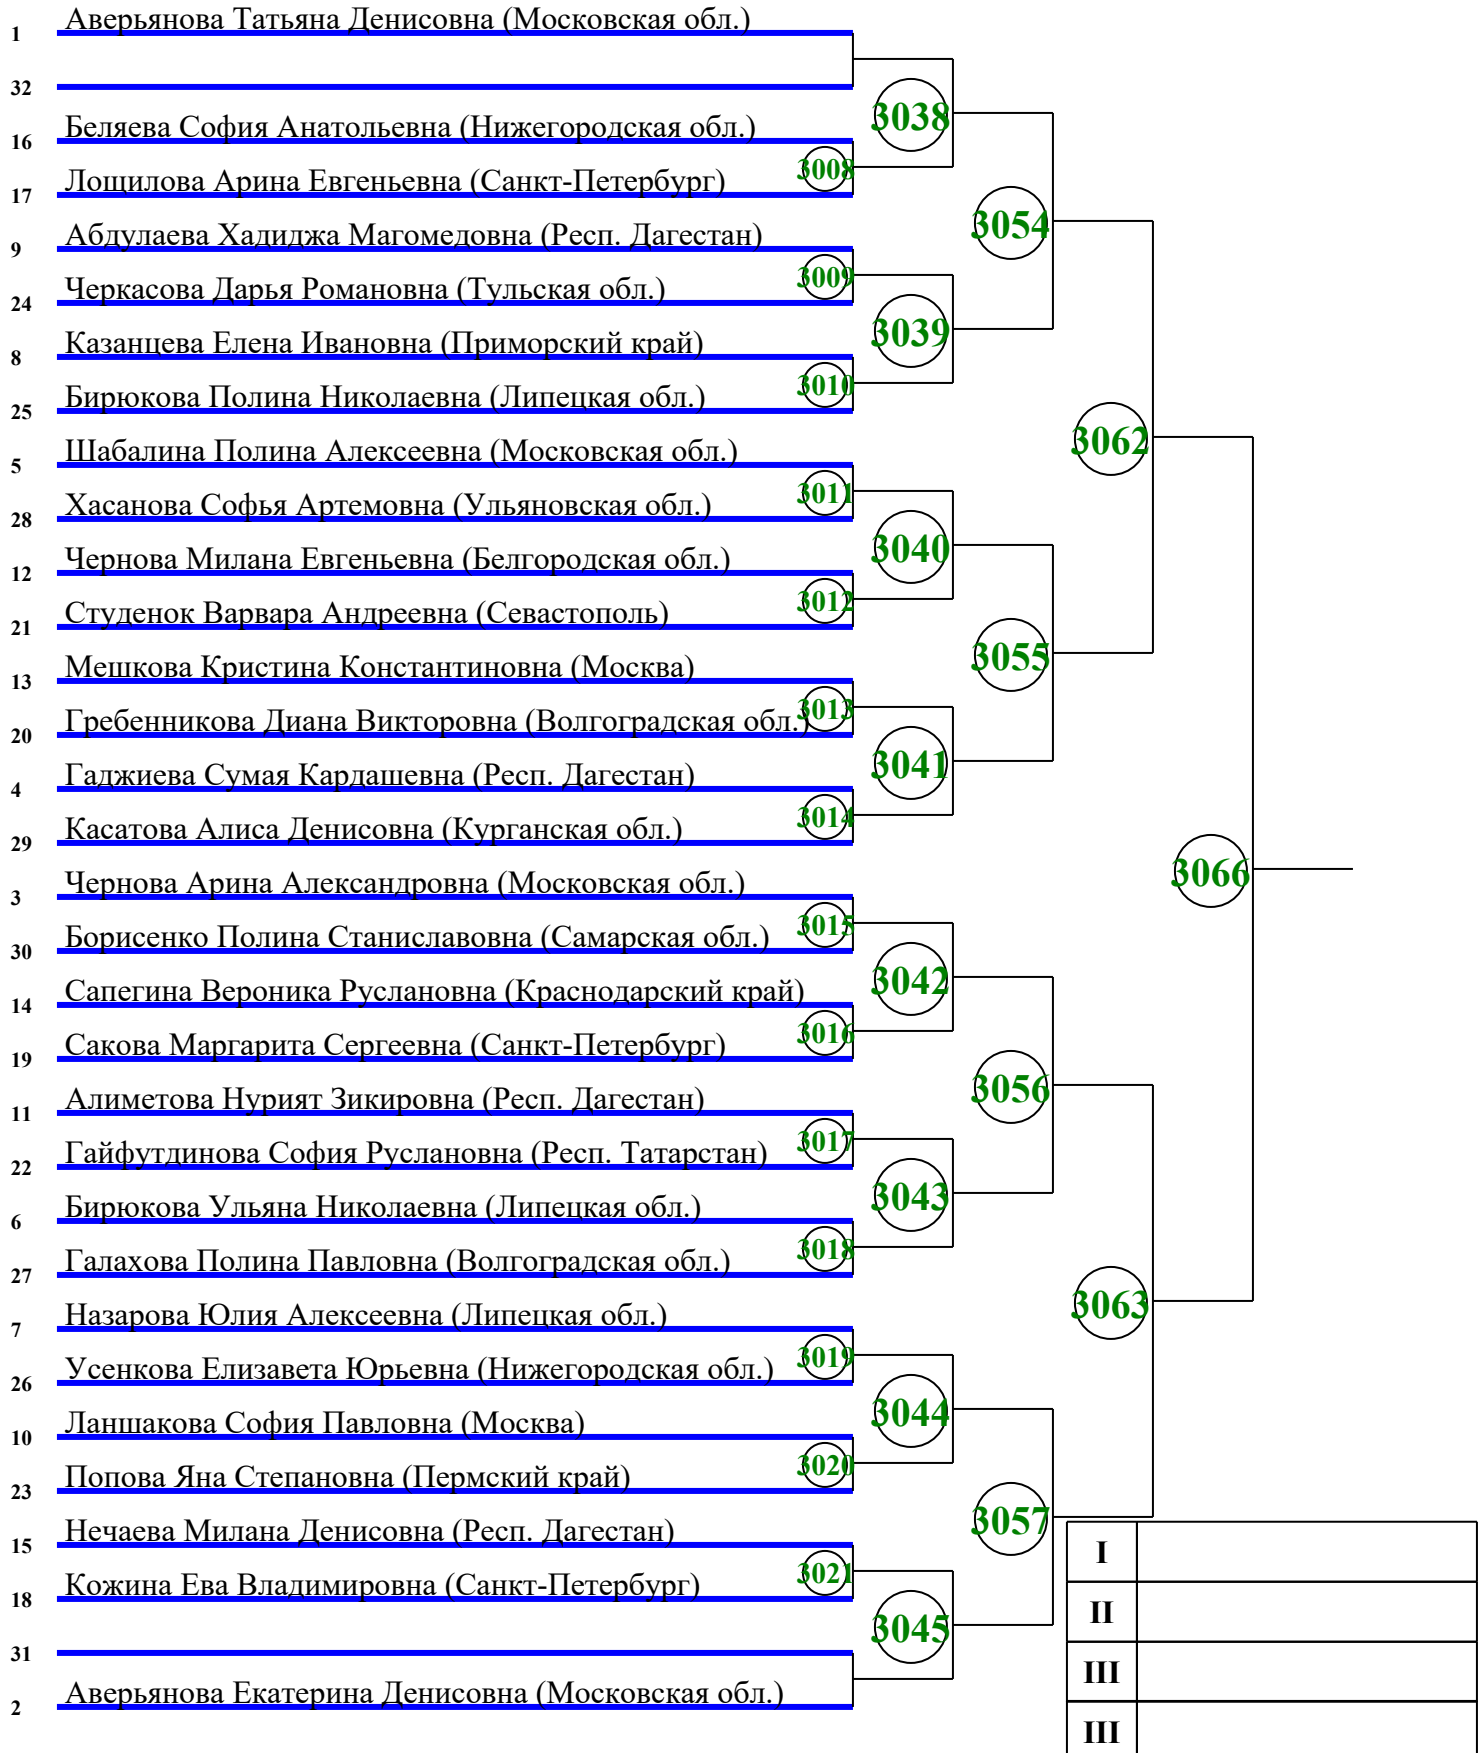 1 Аверьянова Татьяна Денисовна (Московская обл.)
32
3038
16 Беляева София Анатольевна (Нижегородская обл.)
3008
17 Лощилова Арина Евгеньевна (Санкт-Петербург)
3054
9 Абдулаева Хадиджа Магомедовна (Респ. Дагестан)
3009
24 Черкасова Дарья Романовна (Тульская обл.)
3039
8 Казанцева Елена Ивановна (Приморский край)
3010
25 Бирюкова Полина Николаевна (Липецкая обл.)
3062
5 Шабалина Полина Алексеевна (Московская обл.)
3011
28 Хасанова Софья Артемовна (Ульяновская обл.)
3040
12 Чернова Милана Евгеньевна (Белгородская обл.)
3012
21 Студенок Варвара Андреевна (Севастополь)
3055
13 Мешкова Кристина Константиновна (Москва)
3013
20 Гребенникова Диана Викторовна (Волгоградская обл.)
3041
4 Гаджиева Сумая Кардашевна (Респ. Дагестан)
3014
29 Касатова Алиса Денисовна (Курганская обл.)
3066
3 Чернова Арина Александровна (Московская обл.)
3015
30 Борисенко Полина Станиславовна (Самарская обл.)
3042
14 Сапегина Вероника Руслановна (Краснодарский край)
3016
19 Сакова Маргарита Сергеевна (Санкт-Петербург)
3056
11 Алиметова Нурият Зикировна (Респ. Дагестан)
3017
22 Гайфутдинова София Руслановна (Респ. Татарстан)
3043
6 Бирюкова Ульяна Николаевна (Липецкая обл.)
3018
27 Галахова Полина Павловна (Волгоградская обл.)
3063
7 Назарова Юлия Алексеевна (Липецкая обл.)
3019
26 Усенкова Елизавета Юрьевна (Нижегородская обл.)
3044
10 Ланшакова София Павловна (Москва)
3020
23 Попова Яна Степановна (Пермский край)
3057
15 Нечаева Милана Денисовна (Респ. Дагестан)
I
3021
18 Кожина Ева Владимировна (Санкт-Петербург)
II
3045
31
III
2 Аверьянова Екатерина Денисовна (Московская обл.)
III